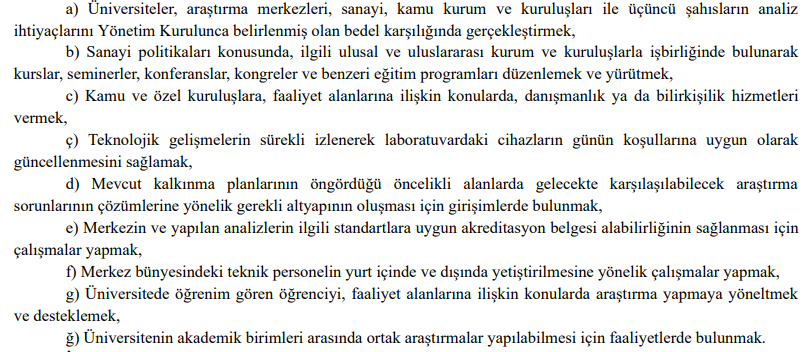 a) Üniversiteler, araştırma merkezleri, sanayi, kamu kurum ve kuruluşları ile üçüncü şahısların analiz
ihtiyaçlarını Yönetim Kurulunca belirlenmiş olan bedel karşılığında gerçekleştirmek,
b) Sanayi politikaları konusunda, ilgili ulusal ve uluslararası kurum ve kuruluşlarla işbirliğinde bulunarak
kurslar, seminerler, konferanslar, kongreler ve benzeri eğitim programları düzenlemek ve yürütmek,
c) Kamu ve özel kuruluşlara, faaliyet alanlarına ilişkin konularda, danışmanlık ya da bilirkişilik hizmetleri
vermek,
ç) Teknolojik gelişmelerin sürekli izlenerek laboratuvardaki cihazların günün koşullarına uygun olarak
güncellenmesini sağlamak,
d) Mevcut kalkınma planlarının öngördüğü öncelikli alanlarda gelecekte karşılaşılabilecek araştırma
sorunlarının çözümlerine yönelik gerekli altyapının oluşması için girişimlerde bulunmak,
e) Merkezin ve yapılan analizlerin ilgili standartlara uygun akreditasyon belgesi alabilirliğinin sağlanması için
çalışmalar yapmak,
f) Merkez bünyesindeki teknik personelin yurt içinde ve dışında yetiştirilmesine yönelik çalışmalar yapmak,
g) Üniversitede öğrenim gören öğrenciyi, faaliyet alanlarına ilişkin konularda araştırma yapmaya yöneltmek
ve desteklemek,
ğ) Üniversitenin akademik birimleri arasında ortak araştırmalar yapılabilmesi için faaliyetlerde bulunmak.